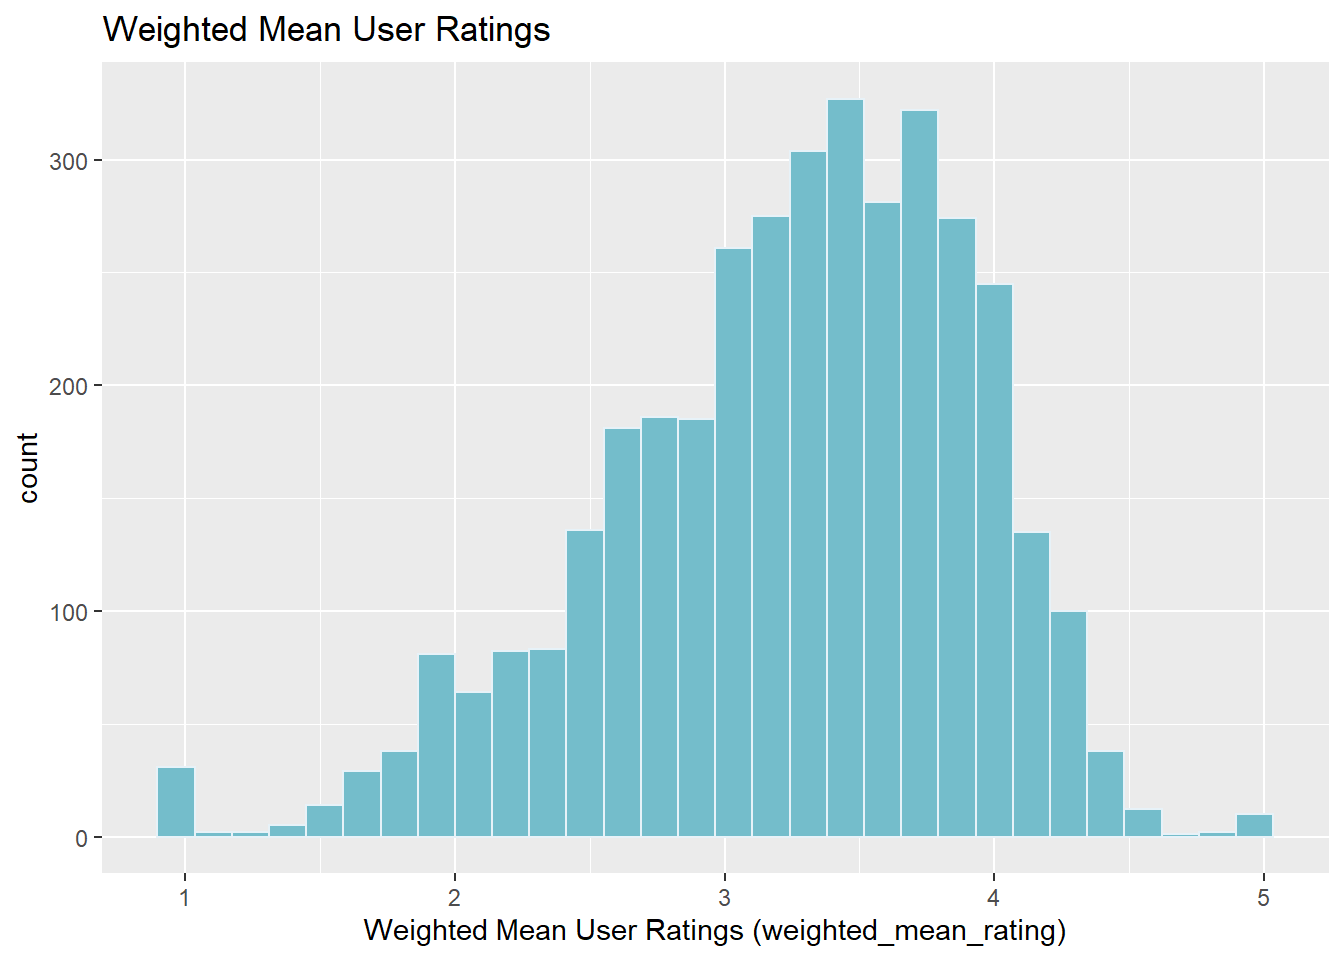 Weighted Mean User Ratings
300
200
100
0
count
1 2 3 4 5
Weighted Mean User Ratings (weighted_mean_rating)